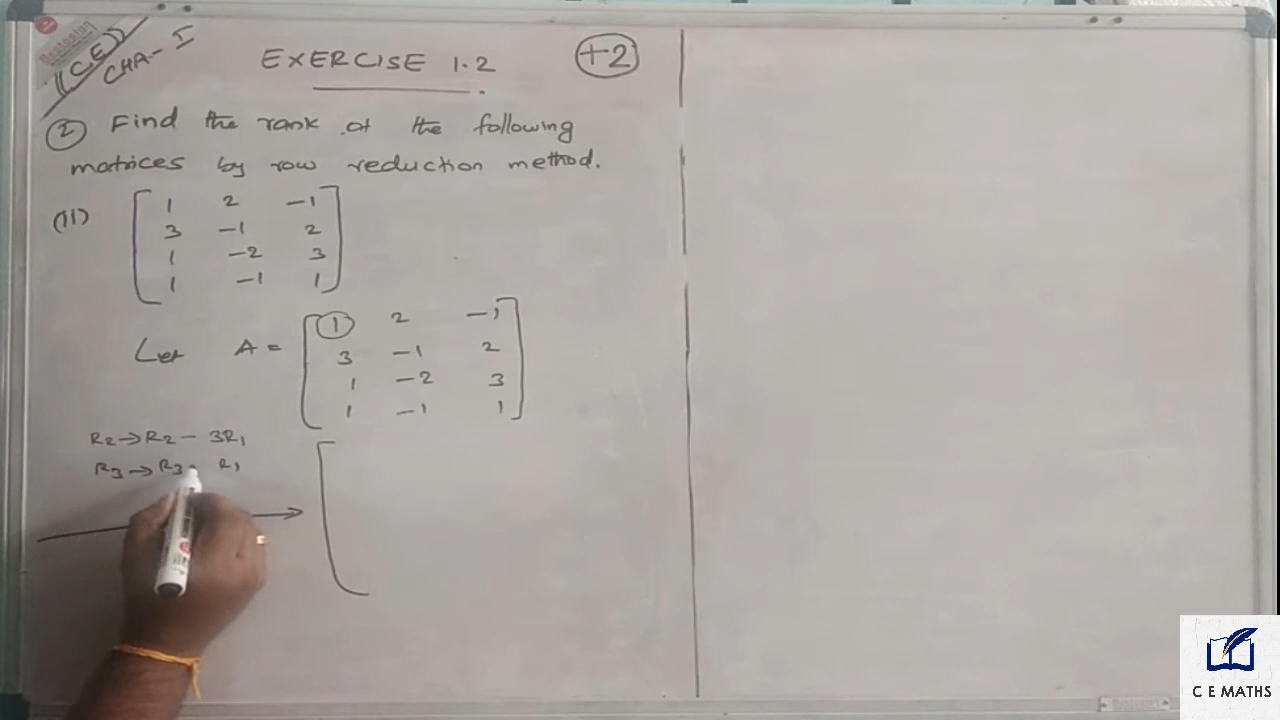 ((CE))
CHA-I
EXERCISE 1.2
+2
② Find the rank of the following
matrices by row reduction method.
(ii) [ 1 2 -1
3 -1 2
1 -2 3
1 -1 1 ]
Let A = [ ① 2 -1
3 -1 2
1 -2 3
1 -1 1 ]
R2→R2 - 3R1
R3→R3 - R1
C E MATHS